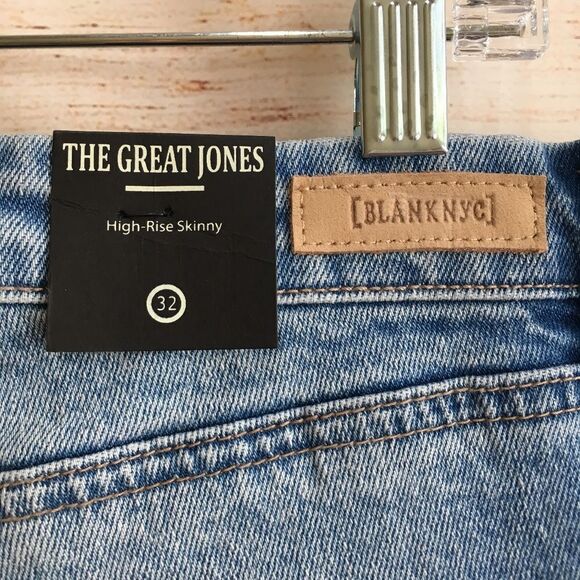 THE GREAT JONES
High-Rise Skinny
32
[BLANKNYC]